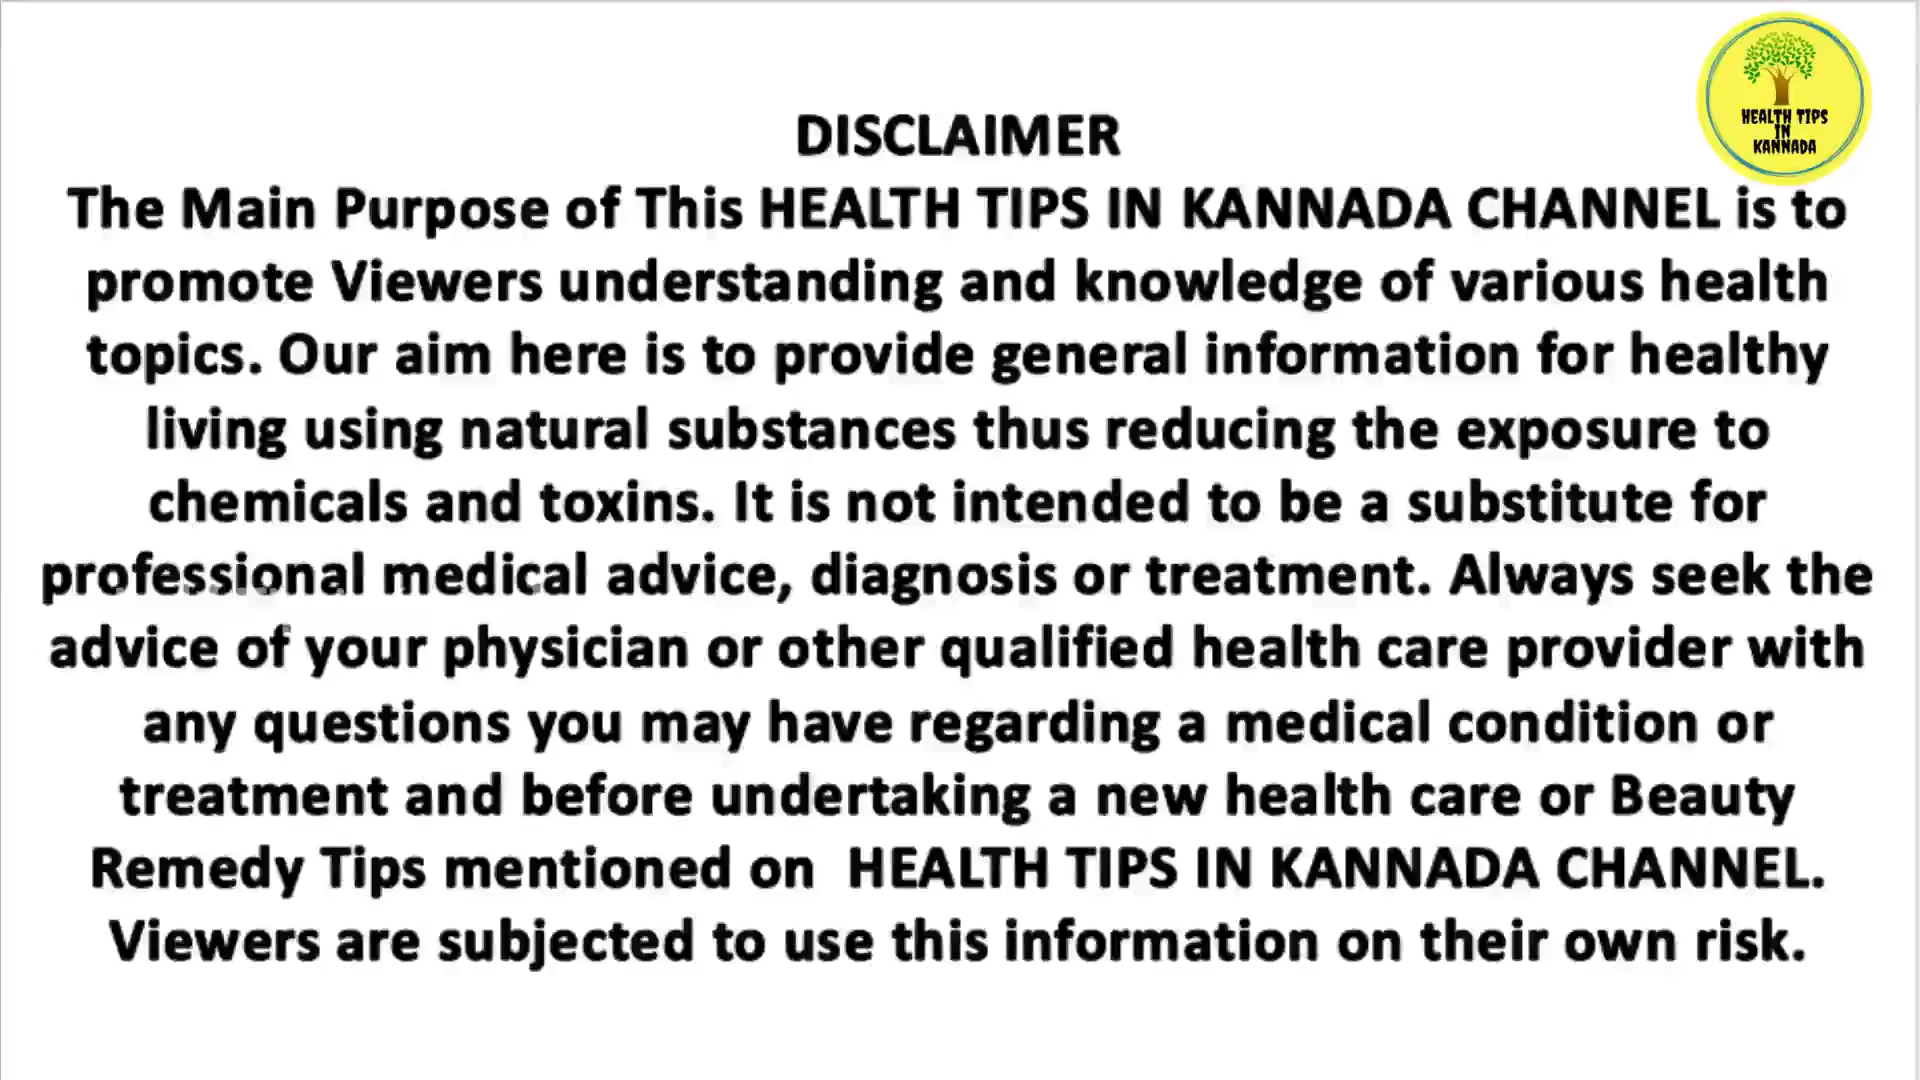 HEALTH TIPS
IN
KANNADA
DISCLAIMER
The Main Purpose of This HEALTH TIPS IN KANNADA CHANNEL is to
promote Viewers understanding and knowledge of various health
topics. Our aim here is to provide general information for healthy
living using natural substances thus reducing the exposure to
chemicals and toxins. It is not intended to be a substitute for
professional medical advice, diagnosis or treatment. Always seek the
advice of your physician or other qualified health care provider with
any questions you may have regarding a medical condition or
treatment and before undertaking a new health care or Beauty
Remedy Tips mentioned on  HEALTH TIPS IN KANNADA CHANNEL.
Viewers are subjected to use this information on their own risk.